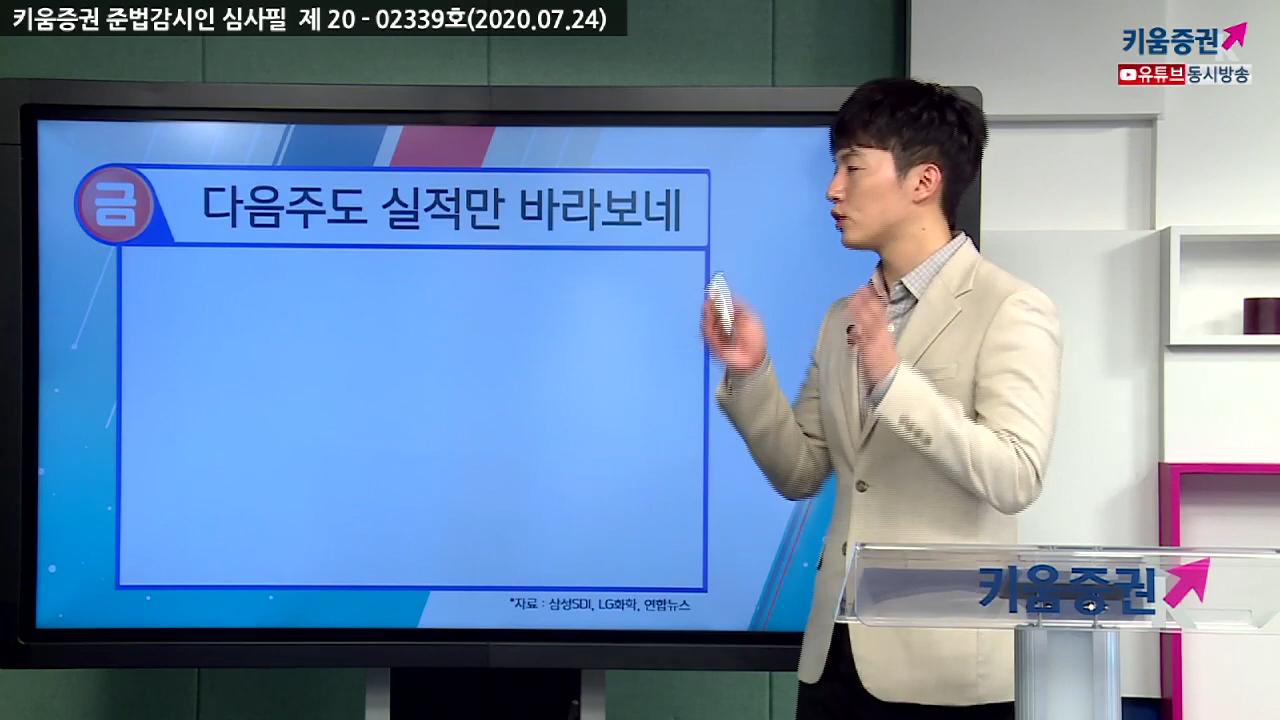 키움증권 준법감시인 심사필 제 20 - 02339호(2020.07.24)
키움증권
유튜브 동시방송
금 다음주도 실적만 바라보네
*자료 : 삼성SDI, LG화학, 연합뉴스
키움증권